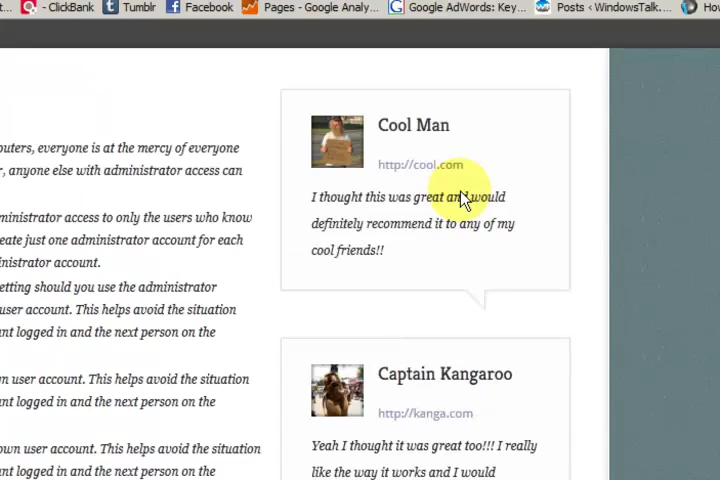 - ClickBank Tumblr Facebook Pages - Google Analy... Google AdWords: Key... Posts ‹ WindowsTalk....
Cool Man
http://cool.com
I thought this was great and would
definitely recommend it to any of my
cool friends!!
Captain Kangaroo
http://kanga.com
Yeah I thought it was great too!!! I really
like the way it works and I would
puters, everyone is at the mercy of everyone
r, anyone else with administrator access can
ministrator access to only the users who know
eate just one administrator account for each
inistrator account.
etting should you use the administrator
user account. This helps avoid the situation
unt logged in and the next person on the
n user account. This helps avoid the situation
unt logged in and the next person on the
own user account. This helps avoid the situation
nt logged in and the next person on the